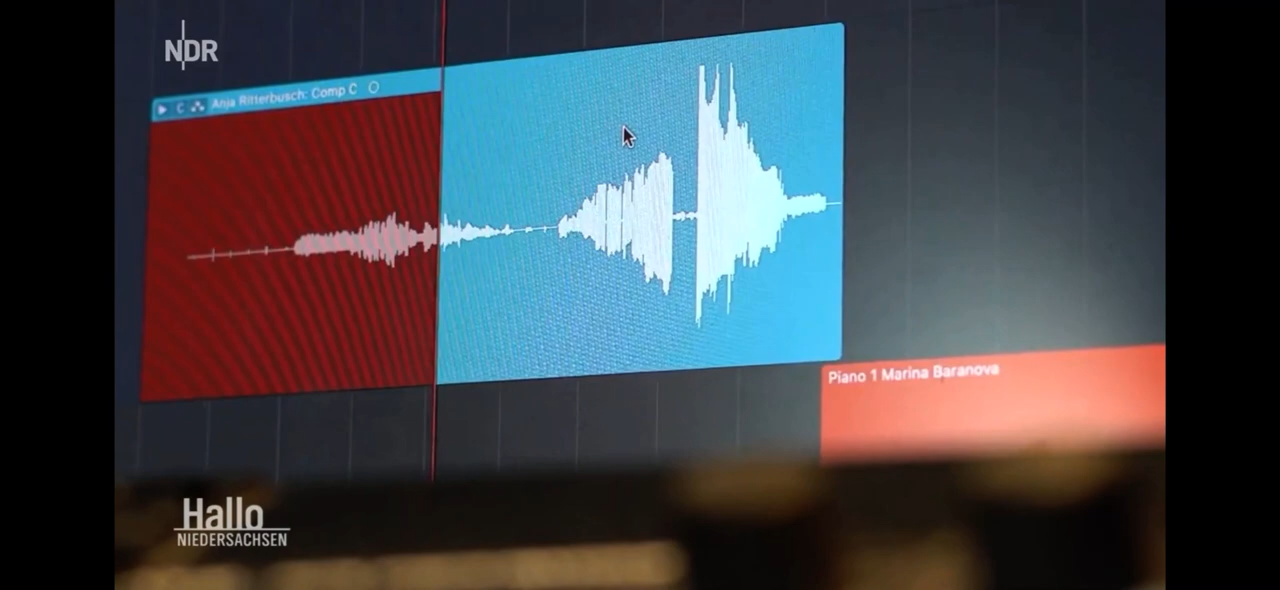 NDR
Anja Ritterbusch: Comp C
Piano 1 Marina Baranova
Hallo
NIEDERSACHSEN